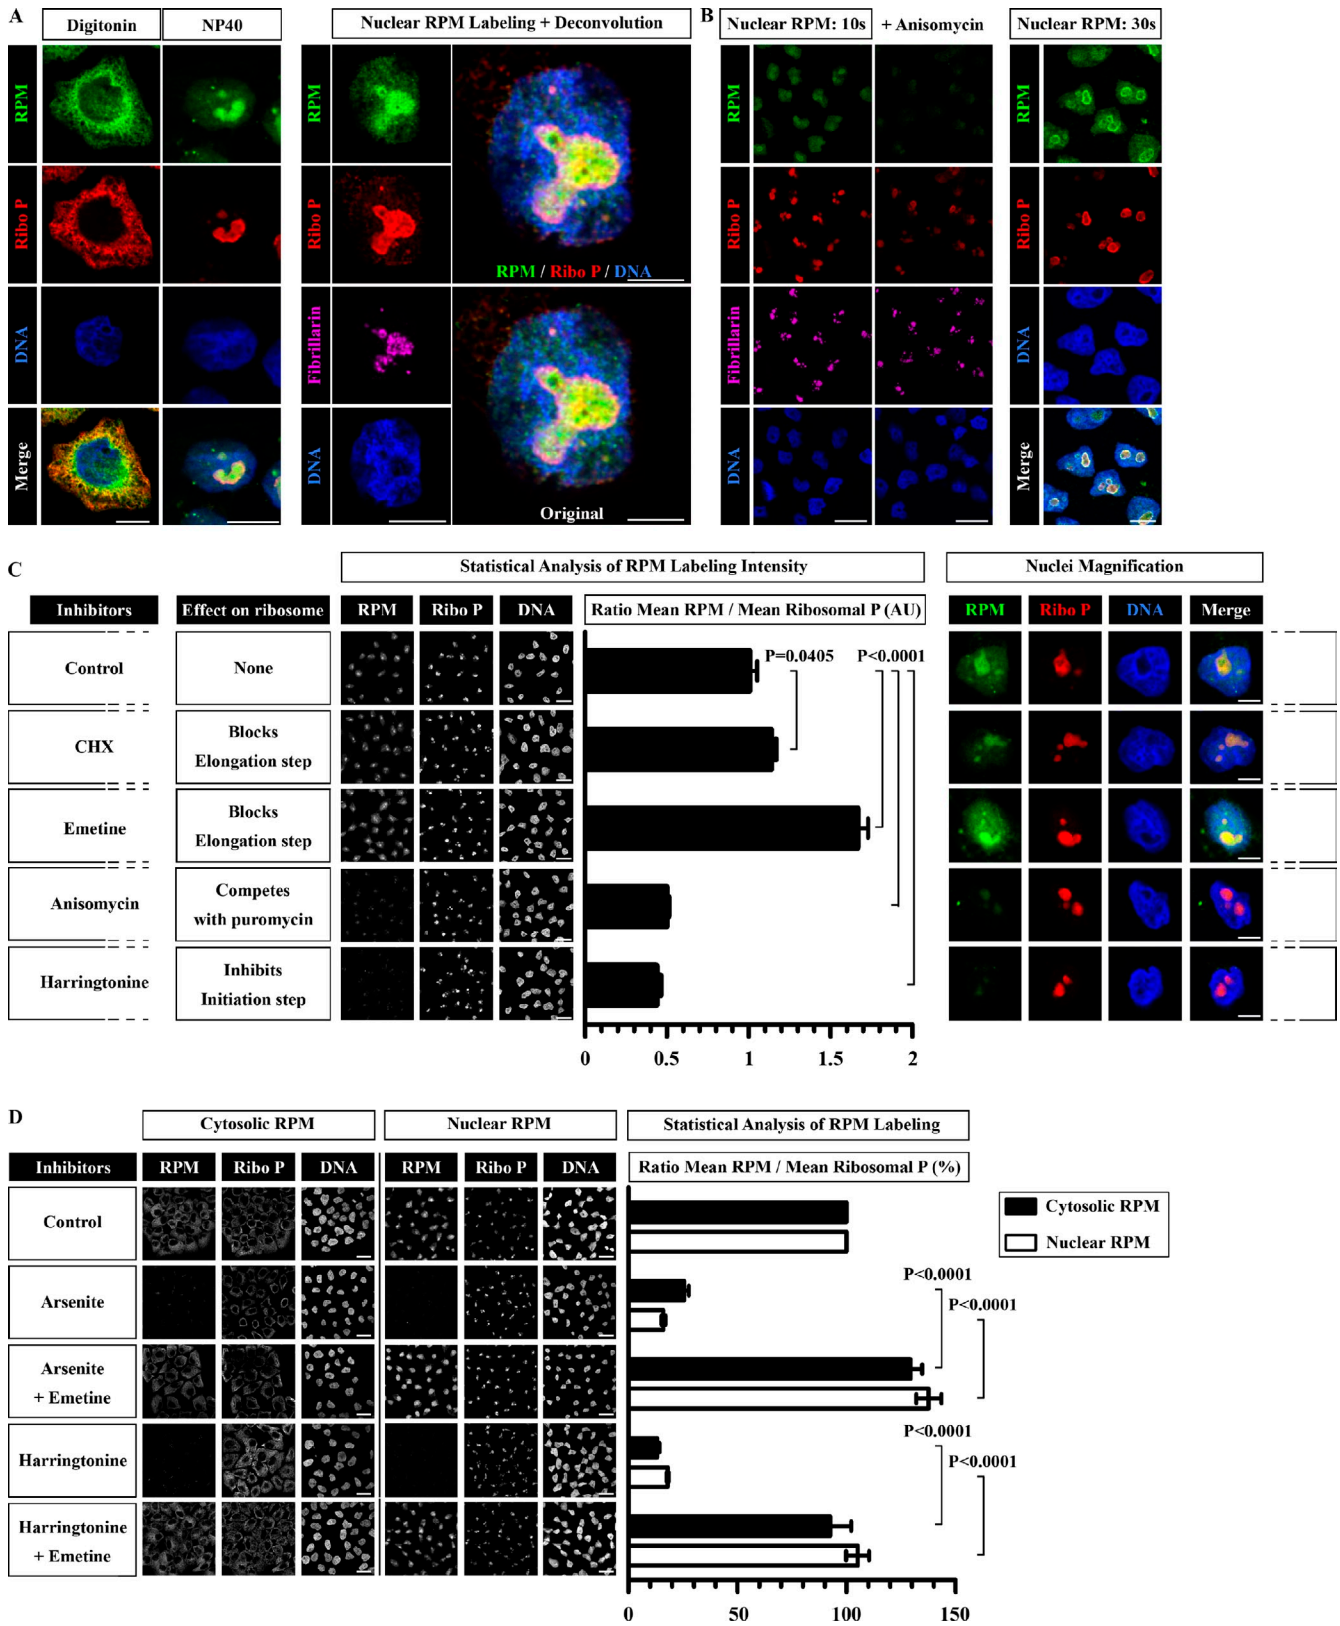 A
Digitonin
NP40
Nuclear RPM Labeling + Deconvolution
RPM
Ribo P
DNA
Merge
RPM
Ribo P
Fibrillarin
DNA
RPM / Ribo P / DNA
Original
B
Nuclear RPM: 10s
+ Anisomycin
Nuclear RPM: 30s
RPM
Ribo P
Fibrillarin
DNA
RPM
Ribo P
DNA
Merge
C
Statistical Analysis of RPM Labeling Intensity
Nuclei Magnification
Inhibitors
Effect on ribosome
RPM
Ribo P
DNA
Ratio Mean RPM / Mean Ribosomal P (AU)
RPM
Ribo P
DNA
Merge
Control
None
P=0.0405
P<0.0001
CHX
Blocks
Elongation step
Emetine
Blocks
Elongation step
Anisomycin
Competes
with puromycin
Harringtonine
Inhibits
Initiation step
0
0.5
1
1.5
2
D
Cytosolic RPM
Nuclear RPM
Statistical Analysis of RPM Labeling
Inhibitors
RPM
Ribo P
DNA
RPM
Ribo P
DNA
Ratio Mean RPM / Mean Ribosomal P (%)
Control
Cytosolic RPM
Nuclear RPM
Arsenite
P<0.0001
P<0.0001
Arsenite
+ Emetine
Harringtonine
P<0.0001
P<0.0001
Harringtonine
+ Emetine
0
50
100
150